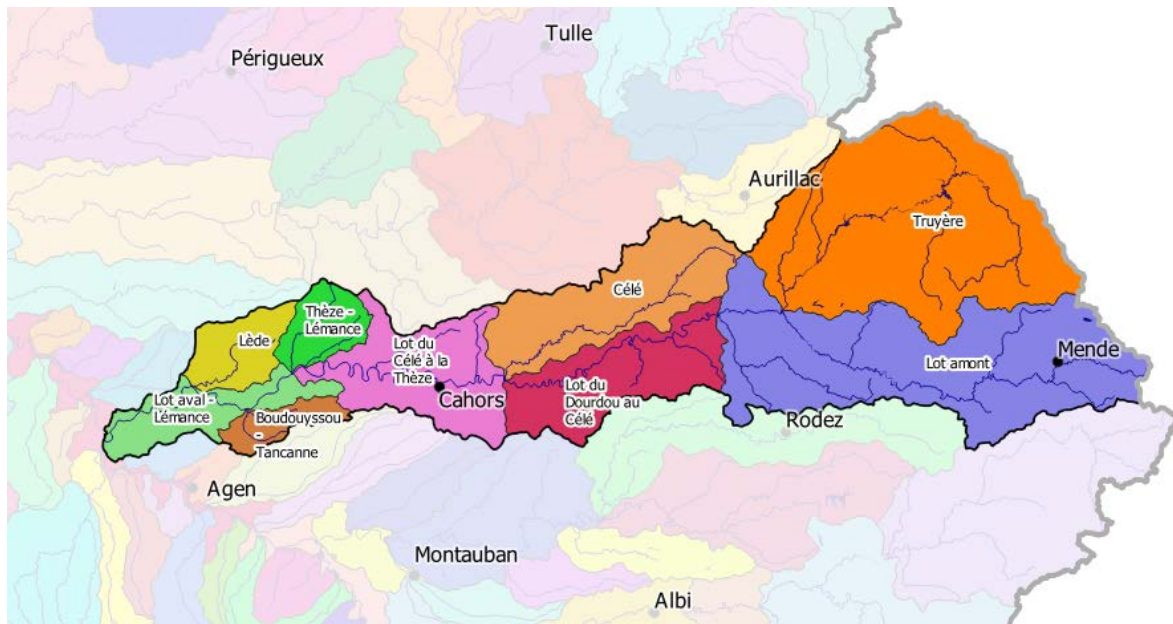 Tulle
Périgueux
Aurillac
Truyère
Célé
Thèze -
Lémance
Lède
Lot du
Célé à la
Thèze
Mende
Lot amont
Cahors
Lot du
Dourdou au
Célé
Lot aval -
Lémance
Boudouyssou
-
Tancanne
Rodez
Agen
Montauban
Albi